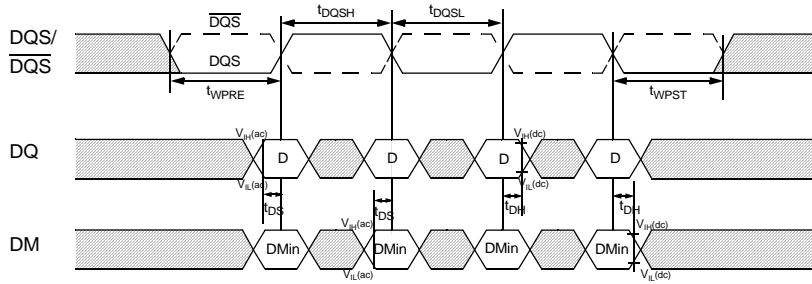 DQS/
DQS
DQS
DQS
tDQSH
tDQSL
tWPRE
tWPST
DQ
VIH(ac)
VIL(ac)
D
D
D
D
VIH(dc)
VIL(dc)
tDS
tDS
tDH
tDH
DM
VIH(ac)
VIL(ac)
DMin
DMin
DMin
DMin
VIH(dc)
VIL(dc)